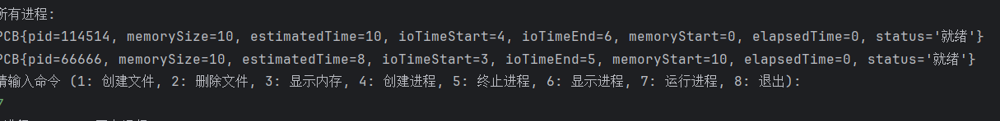 所有进程:
PCB{pid=114514, memorySize=10, estimatedTime=10, ioTimeStart=4, ioTimeEnd=6, memoryStart=0, elapsedTime=0, status='就绪'}
PCB{pid=66666, memorySize=10, estimatedTime=8, ioTimeStart=3, ioTimeEnd=5, memoryStart=10, elapsedTime=0, status='就绪'}
请输入命令 (1: 创建文件, 2: 删除文件, 3: 显示内存, 4: 创建进程, 5: 终止进程, 6: 显示进程, 7: 运行进程, 8: 退出):
7